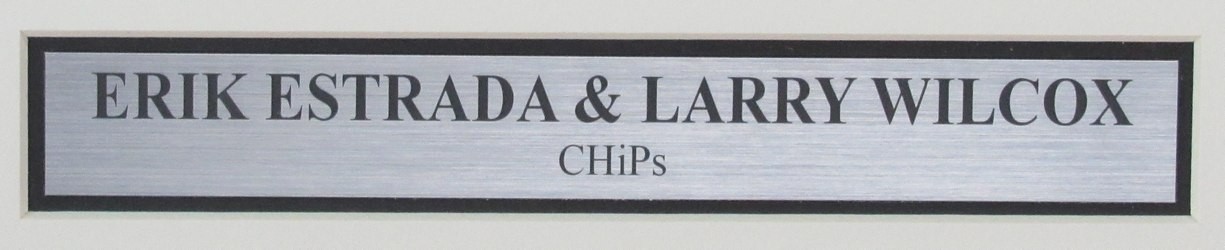 ERIK ESTRADA & LARRY WILCOX
CHiPs